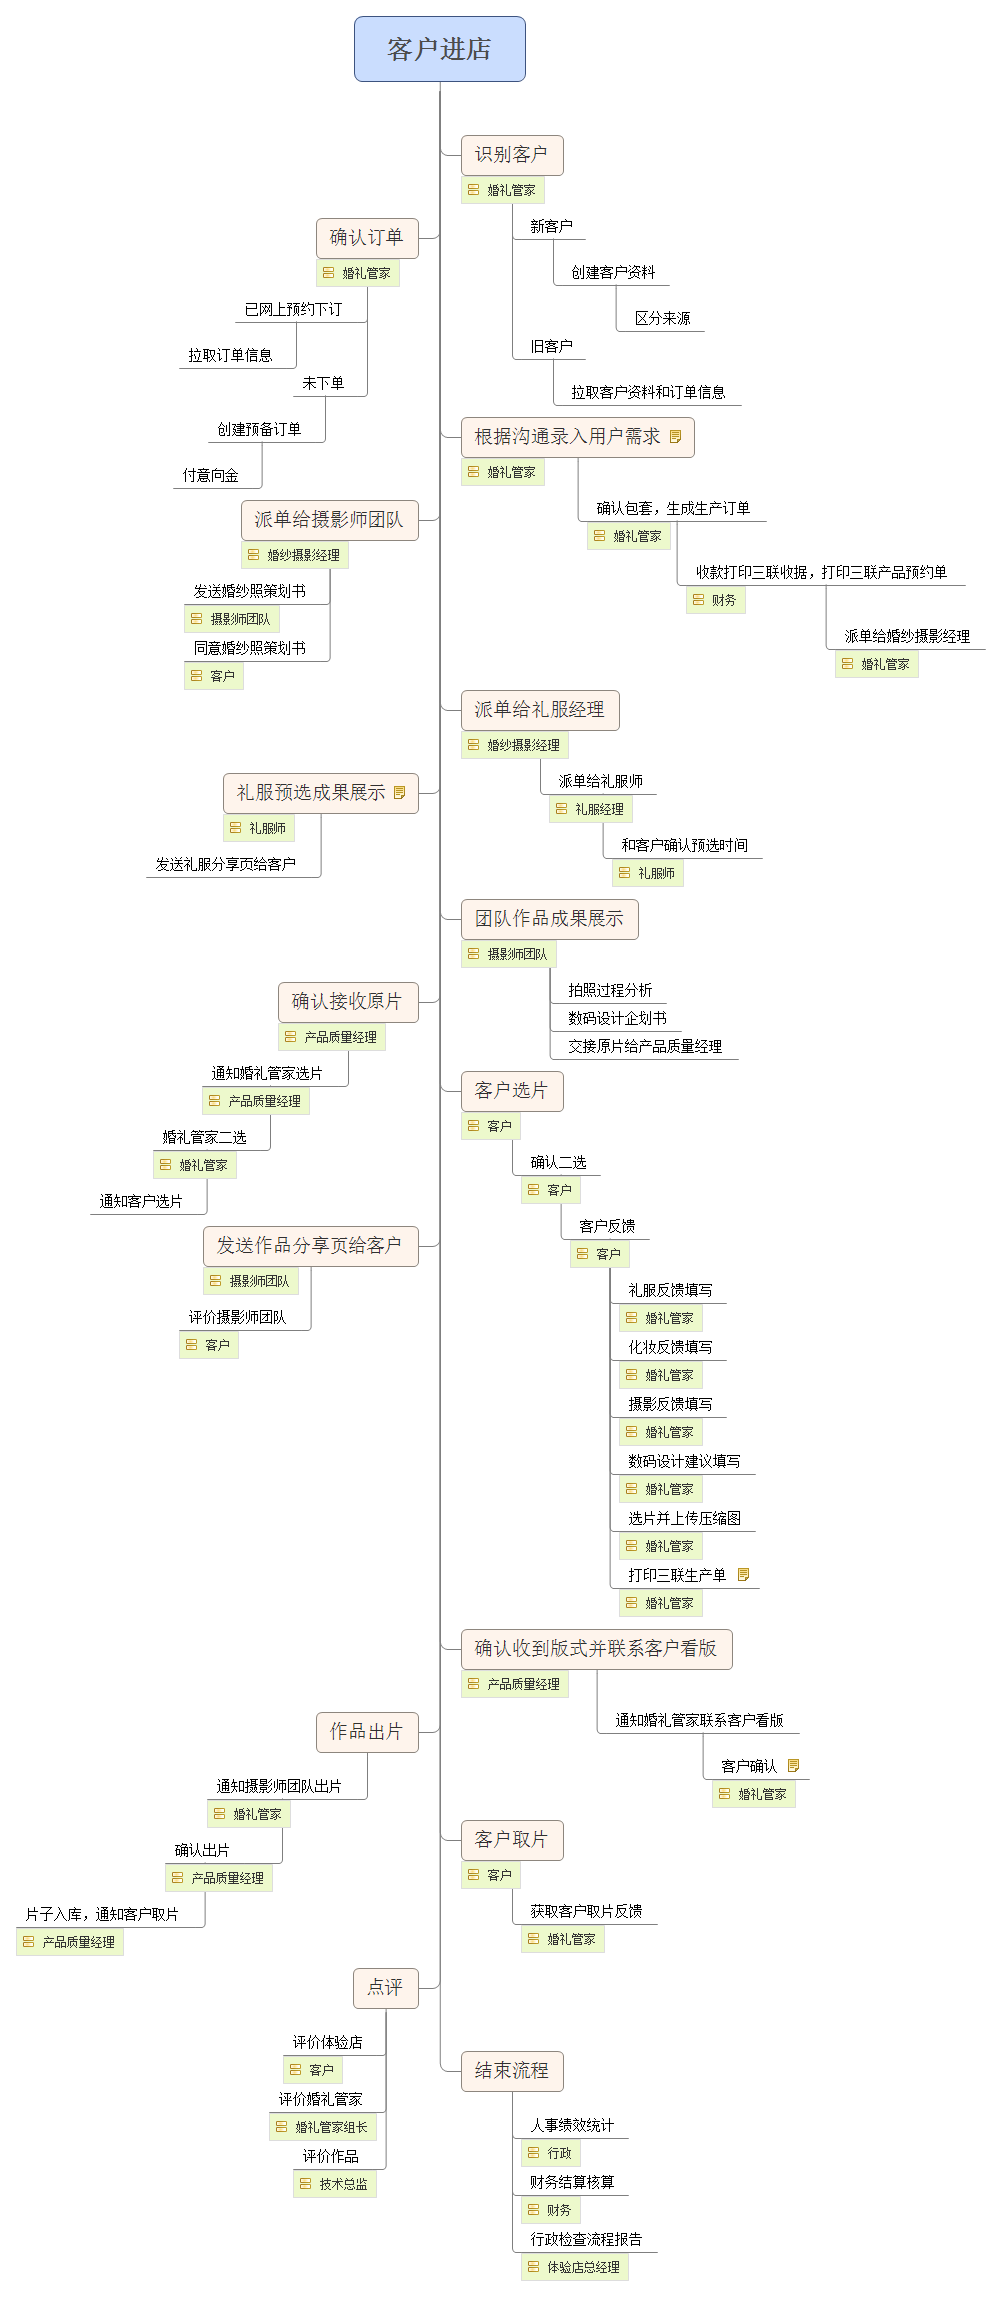 客户进店
识别客户
婚礼管家
新客户
创建客户资料
区分来源
旧客户
拉取客户资料和订单信息
确认订单
婚礼管家
已网上预约下订
拉取订单信息
未下单
创建预备订单
付意向金
根据沟通录入用户需求
婚礼管家
确认包套，生成生产订单
婚礼管家
收款打印三联收据，打印三联产品预约单
财务
派单给婚纱摄影经理
婚礼管家
派单给摄影师团队
婚纱摄影经理
发送婚纱照策划书
摄影师团队
同意婚纱照策划书
客户
派单给礼服经理
婚纱摄影经理
派单给礼服师
礼服经理
和客户确认预选时间
礼服师
礼服预选成果展示
礼服师
发送礼服分享页给客户
团队作品成果展示
摄影师团队
拍照过程分析
数码设计企划书
交接原片给产品质量经理
确认接收原片
产品质量经理
通知婚礼管家选片
产品质量经理
婚礼管家二选
婚礼管家
通知客户选片
客户选片
客户
确认二选
客户
客户反馈
客户
礼服反馈填写
婚礼管家
化妆反馈填写
婚礼管家
摄影反馈填写
婚礼管家
数码设计建议填写
婚礼管家
选片并上传压缩图
婚礼管家
打印三联生产单
婚礼管家
发送作品分享页给客户
摄影师团队
评价摄影师团队
客户
确认收到版式并联系客户看版
产品质量经理
通知婚礼管家联系客户看版
客户确认
婚礼管家
作品出片
通知摄影师团队出片
婚礼管家
确认出片
产品质量经理
片子入库，通知客户取片
产品质量经理
客户取片
客户
获取客户取片反馈
婚礼管家
点评
评价体验店
客户
评价婚礼管家
婚礼管家组长
评价作品
技术总监
结束流程
人事绩效统计
行政
财务结算核算
财务
行政检查流程报告
体验店总经理